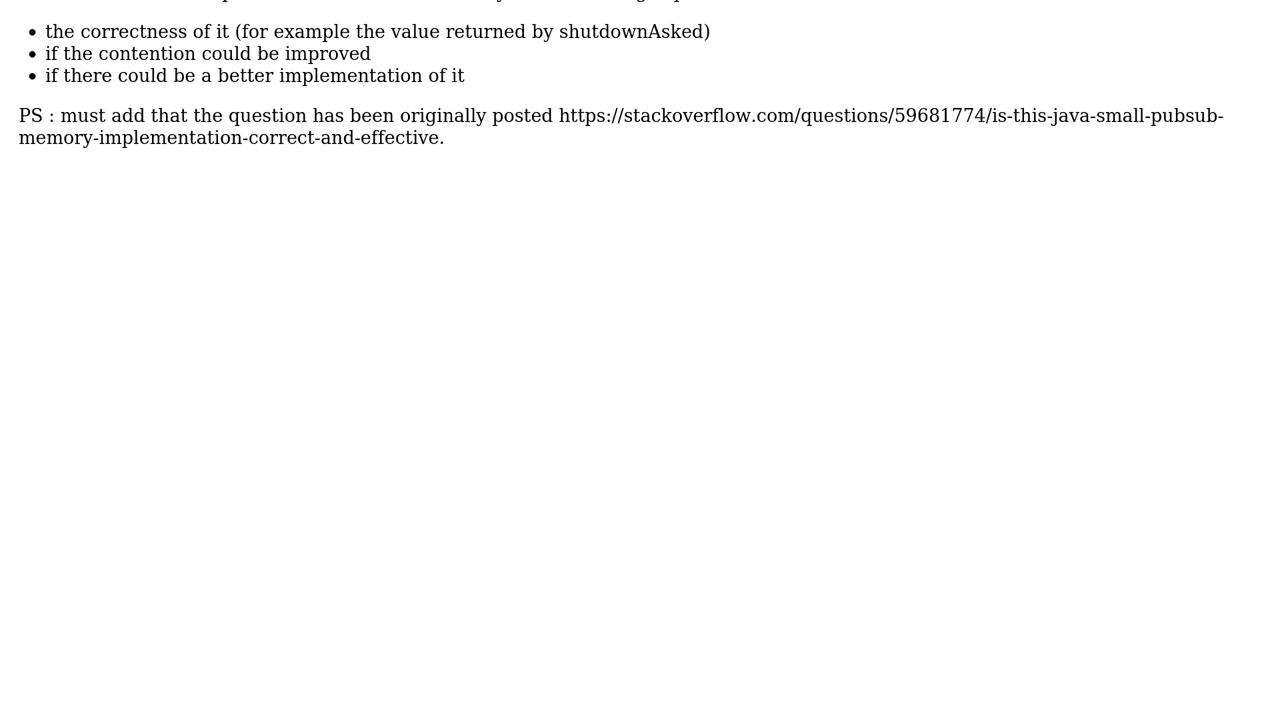 the correctness of it (for example the value returned by shutdownAsked)
if the contention could be improved
if there could be a better implementation of it
PS : must add that the question has been originally posted https://stackoverflow.com/questions/59681774/is-this-java-small-pubsub-
memory-implementation-correct-and-effective.